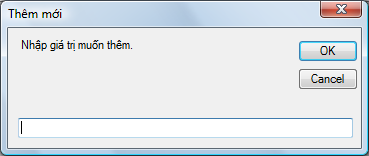 Thêm mới
Nhập giá trị muốn thêm.
OK
Cancel